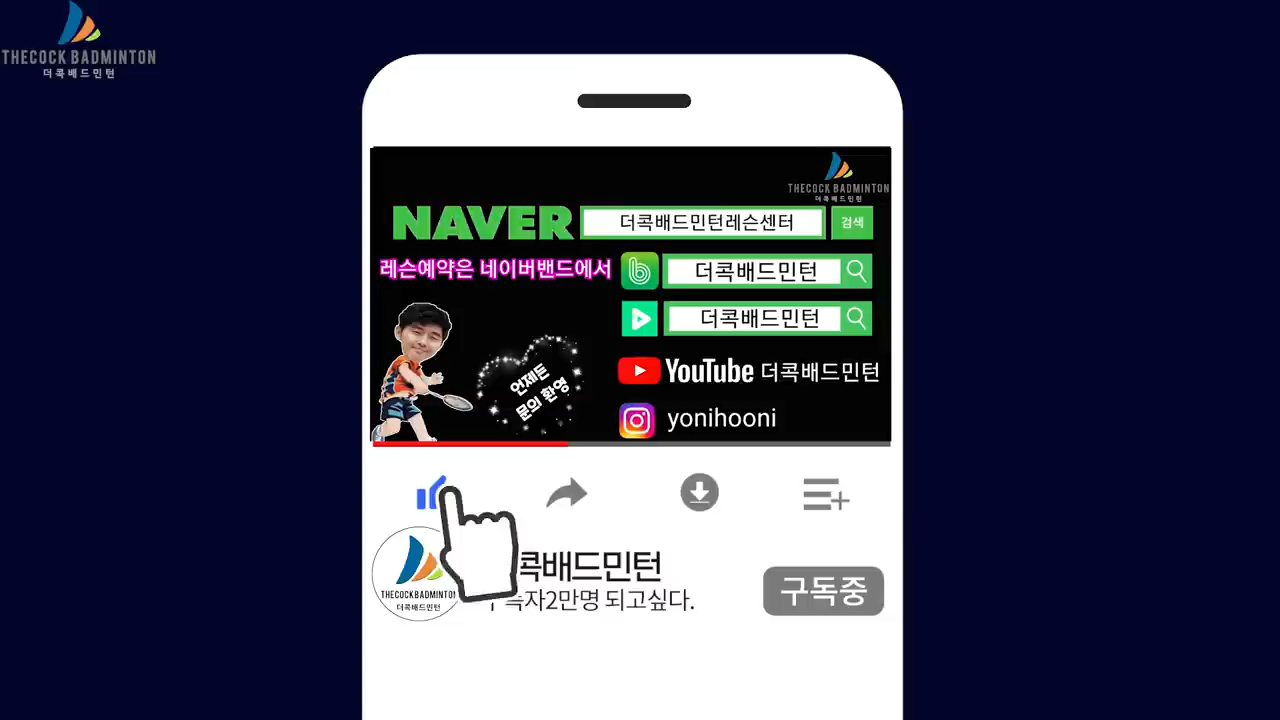 THECOCK BADMINTON
더콕배드민턴
THECOCK BADMINTON
더콕배드민턴
NAVER 더콕배드민턴레슨센터 검색
레슨예약은 네이버밴드에서 더콕배드민턴
더콕배드민턴
언제든
문의 환영
YouTube 더콕배드민턴
yonihooni
콕배드민턴
2만명 되고싶다.
구독중
THECOCKBADMINTON
더콕배드민턴